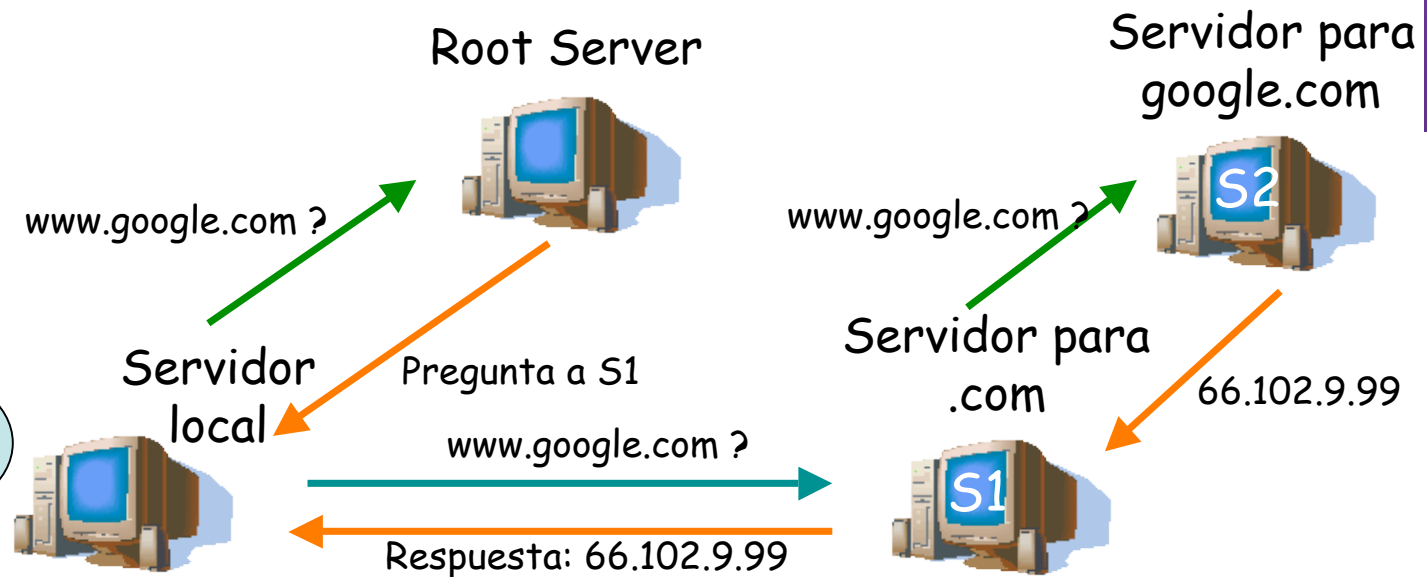 Root Server
Servidor para
google.com
S2
www.google.com ?
www.google.com ?
Servidor
local
Pregunta a S1
Servidor para
.com
66.102.9.99
www.google.com ?
S1
Respuesta: 66.102.9.99